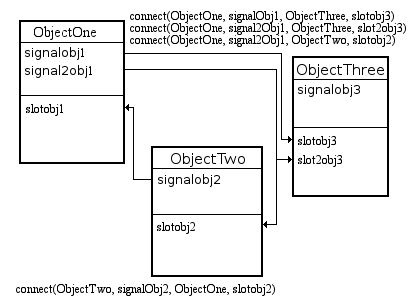 connect(ObjectOne, signalObj1, ObjectThree, slotobj3)
connect(ObjectOne, signal2Obj1, ObjectThree, slot2obj3)
connect(ObjectOne, signal2Obj1, ObjectTwo, slotobj2)
ObjectOne
signalobj1
signal2obj1
slotobj1
ObjectThree
signalobj3
slotobj3
slot2obj3
ObjectTwo
signalobj2
slotobj2
connect(ObjectTwo, signalObj2, ObjectOne, slotobj2)